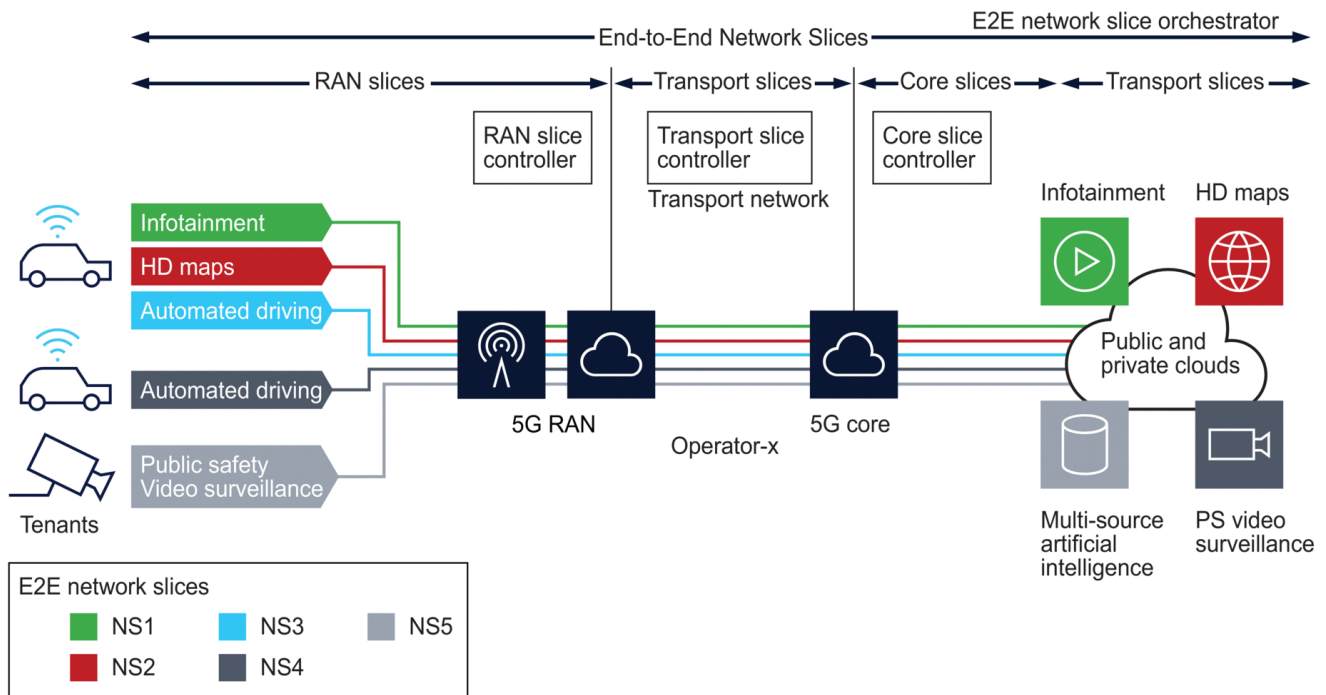 E2E network slice orchestrator
End-to-End Network Slices
RAN slices
Transport slices
Core slices
Transport slices
RAN slice
controller
Transport slice
controller
Core slice
controller
Transport network
Infotainment
HD maps
Infotainment
HD maps
Automated driving
Automated driving
Public safety
Video surveillance
Tenants
5G RAN
Operator-x
5G core
Public and
private clouds
Multi-source
artificial
intelligence
PS video
surveillance
E2E network slices
NS1
NS3
NS5
NS2
NS4